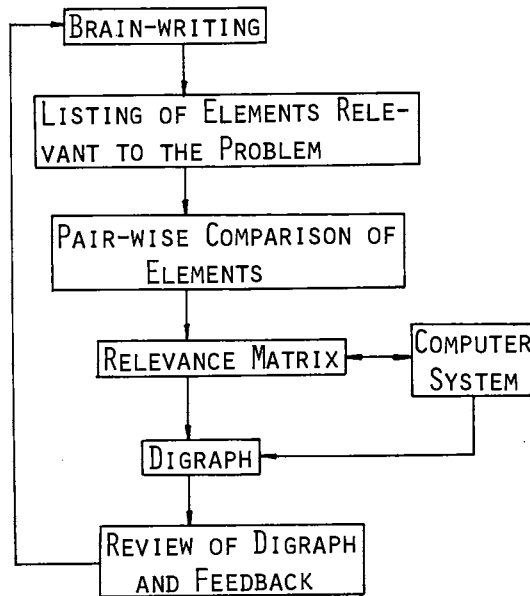 BRAIN-WRITING
LISTING OF ELEMENTS RELE-
VANT TO THE PROBLEM
PAIR-WISE COMPARISON OF
ELEMENTS
RELEVANCE MATRIX
COMPUTER
SYSTEM
DIGRAPH
REVIEW OF DIGRAPH
AND FEEDBACK